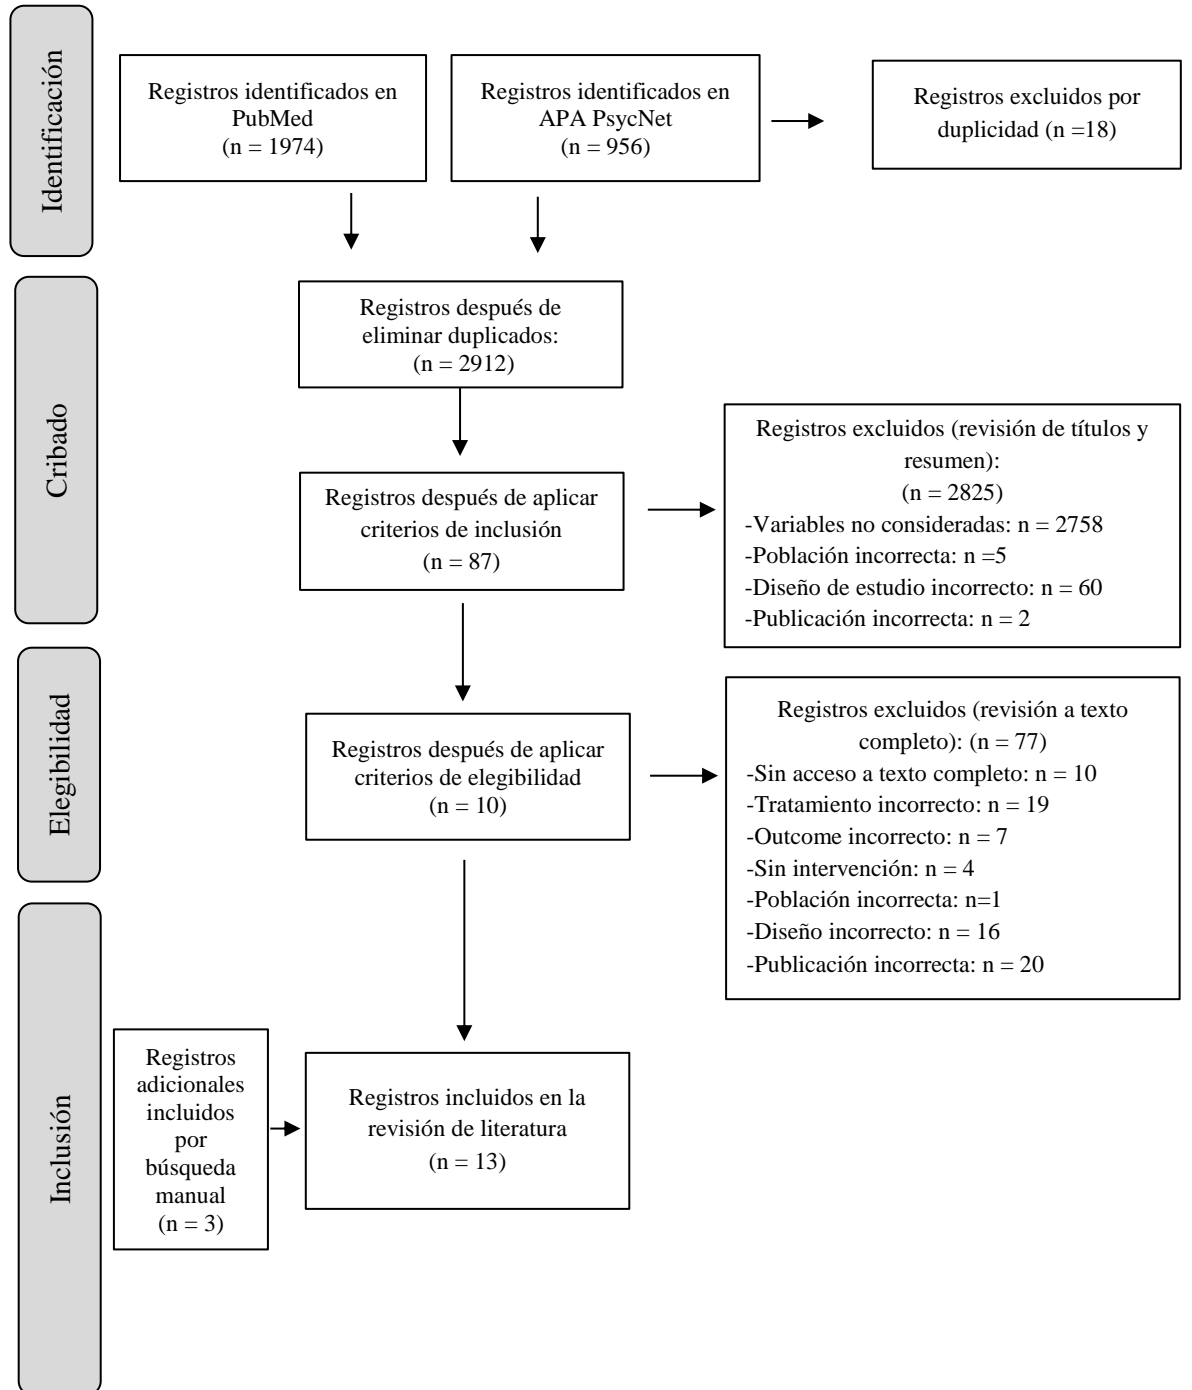 Identificación
Registros identificados en
PubMed
(n = 1974)
Registros identificados en
APA PsycNet
(n = 956)
Registros excluidos por
duplicidad (n =18)
Cribado
Registros después de
eliminar duplicados:
(n = 2912)
Registros después de aplicar
criterios de inclusión
(n = 87)
Registros excluidos (revisión de títulos y
resumen):
(n = 2825)
-Variables no consideradas: n = 2758
-Población incorrecta: n =5
-Diseño de estudio incorrecto: n = 60
-Publicación incorrecta: n = 2
Elegibilidad
Registros después de aplicar
criterios de elegibilidad
(n = 10)
Registros excluidos (revisión a texto
completo): (n = 77)
-Sin acceso a texto completo: n = 10
-Tratamiento incorrecto: n = 19
-Outcome incorrecto: n = 7
-Sin intervención: n = 4
-Población incorrecta: n=1
-Diseño incorrecto: n = 16
-Publicación incorrecta: n = 20
Inclusión
Registros
adicionales
incluidos
por
búsqueda
manual
(n = 3)
Registros incluidos en la
revisión de literatura
(n = 13)